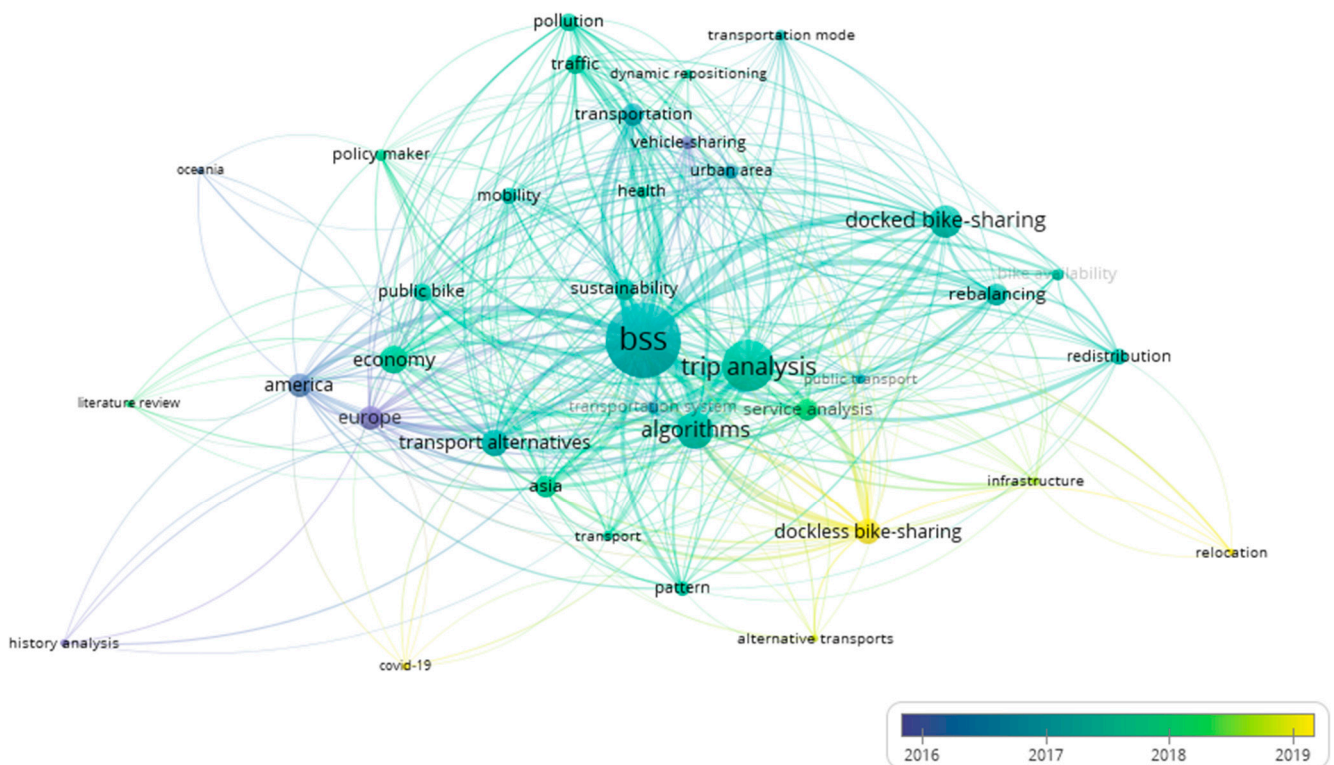 pollution
transportation mode
traffic
dynamic repositioning
transportation
vehicle-sharing
policy maker
oceania
urban area
health
mobility
docked bike-sharing
bike availability
sustainability
public bike
rebalancing
bss
redistribution
economy
trip analysis
public transport
america
literature review
transportation system
service analysis
europe
algorithms
transport alternatives
infrastructure
asia
dockless bike-sharing
transport
relocation
pattern
alternative transports
history analysis
covid-19
2016
2017
2018
2019